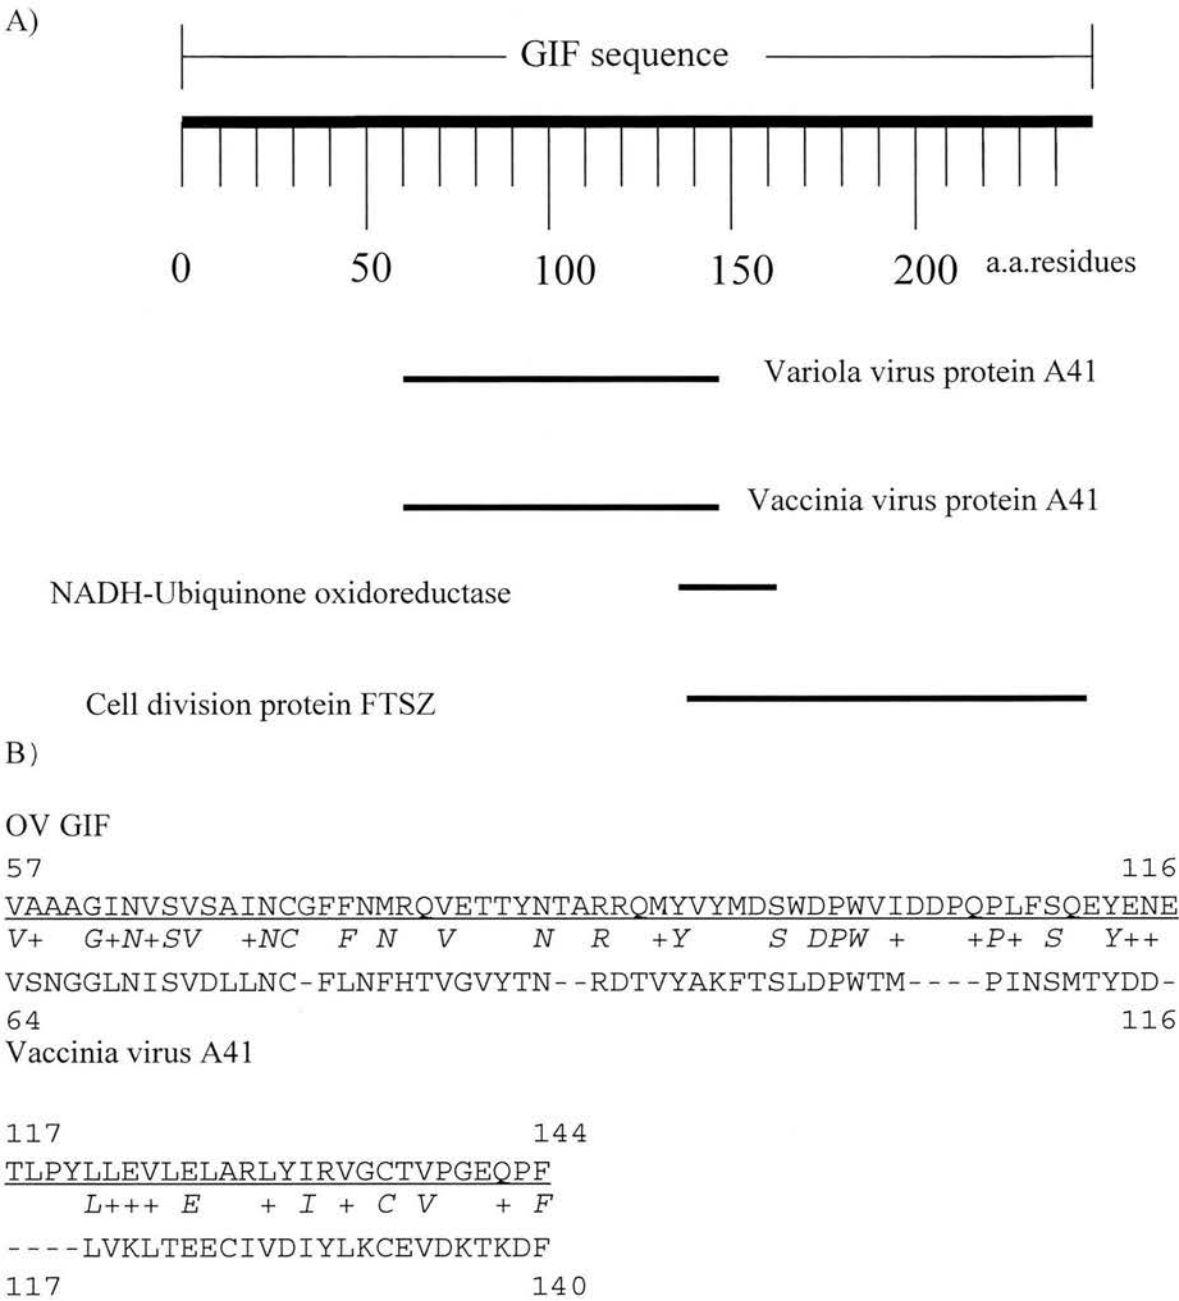 A)
GIF sequence
0 50 100 150 200 a.a.residues
Variola virus protein A41
Vaccinia virus protein A41
NADH-Ubiquinone oxidoreductase
Cell division protein FTSZ
B)
OV GIF
57 116
VAAAGINVSVSAINCGFFNMRQVETTYNTARRQMYVYMDSWDPWVIDDPQPLFSQEYENE
V+ G+N+SV +NC F N V N R +Y S DPW + +P+ S Y++
VSNGGLNISVDLLNC-FLNFHTVGVYTN--RDTVYAKFTSLDPWTM----PINSMTYDD-
64 116
Vaccinia virus A41
117 144
TLPYLLEVLELARLYIRVGCTVPGEQPF
L+++ E + I + C V + F
----LVKLTEECIVDIYLKCEVDKTKDF
117 140